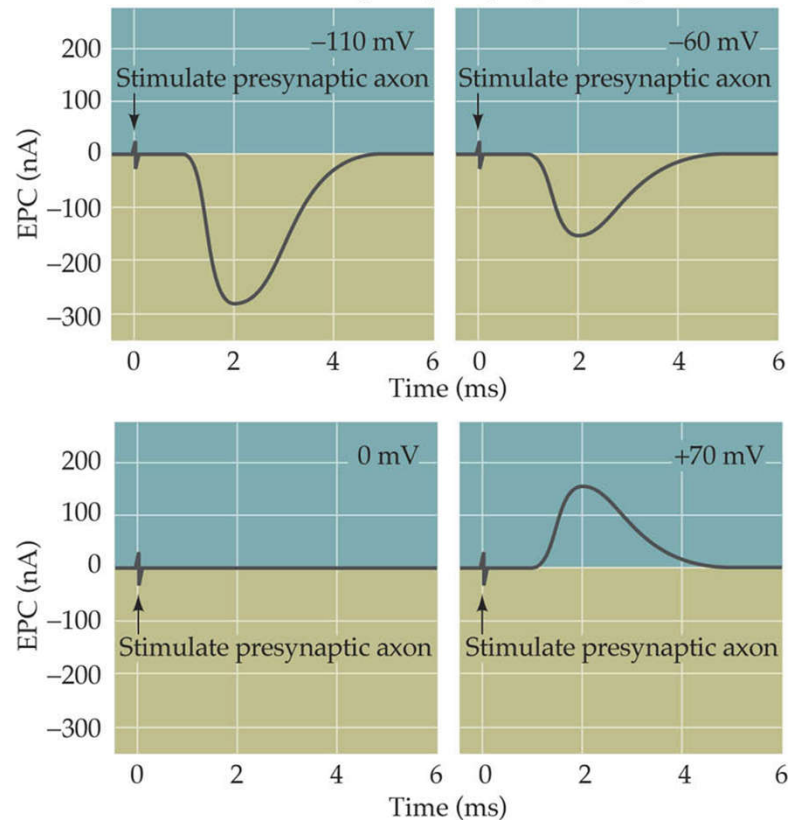 −110 mV
−60 mV
Stimulate presynaptic axon
Stimulate presynaptic axon
EPC (nA)
200
100
0
−100
−200
−300
0
2
4
6
0
2
4
6
Time (ms)
0 mV
+70 mV
EPC (nA)
200
100
0
−100
−200
−300
Stimulate presynaptic axon
Stimulate presynaptic axon
0
2
4
6
0
2
4
6
Time (ms)